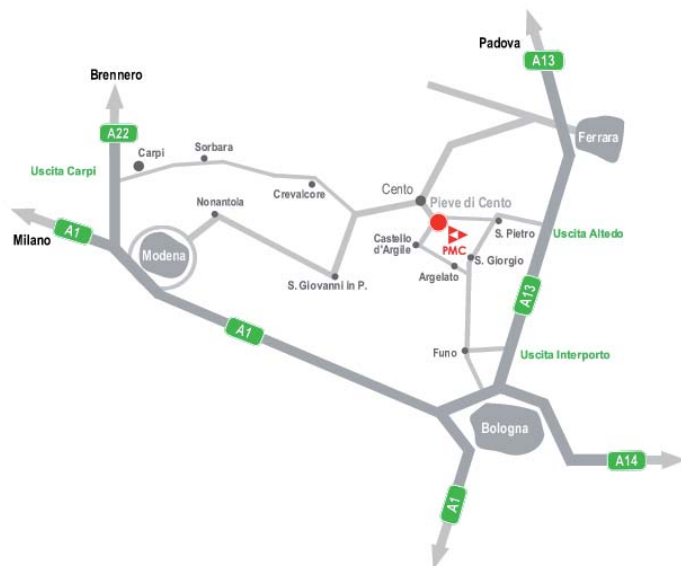 Padova
A13
Brennero
A22
Ferrara
Sorbara
Carpi
Uscita Carpi
Crevalcore
Cento
Nonantola
Pieve di Cento
A1
S. Pietro
Uscita Altedo
Milano
Castello
d'Argile
PMC
Modena
S. Giorgio
Argelato
S. Giovanni in P.
A13
A1
Funo
Uscita Interporto
Bologna
A14
A1